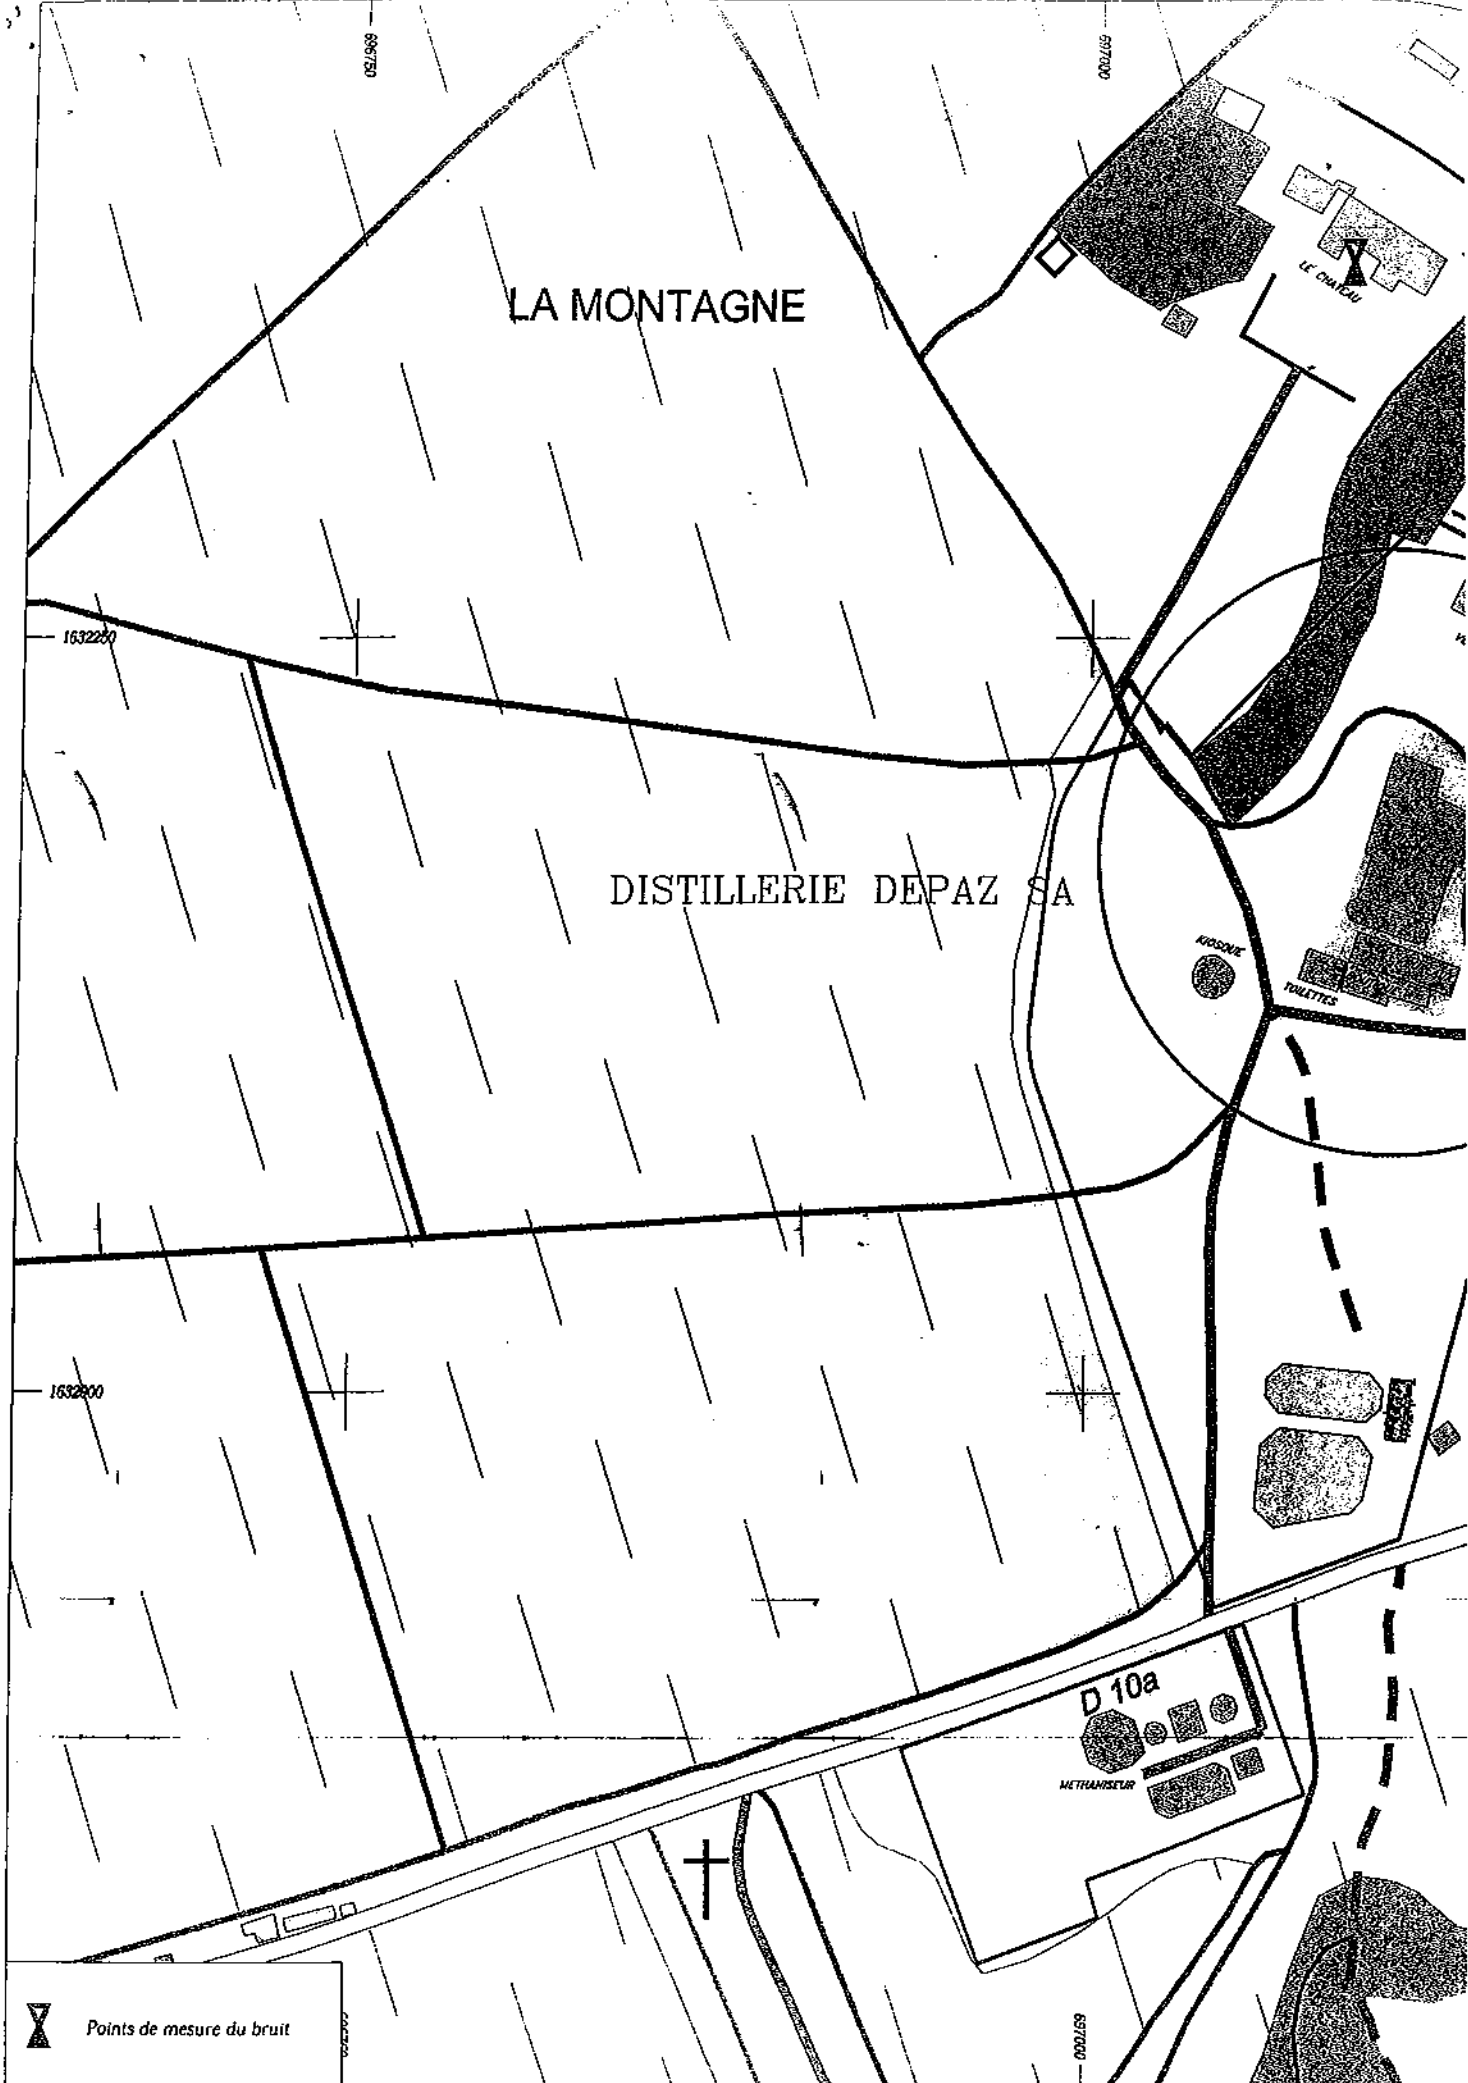 696750
697000
LE CHATEAU
LA MONTAGNE
1632250
DISTILLERIE DEPAZ SA
KIOSQUE
TOILETTES
D 10a
METHANISEUR
Points de mesure du bruit
697000